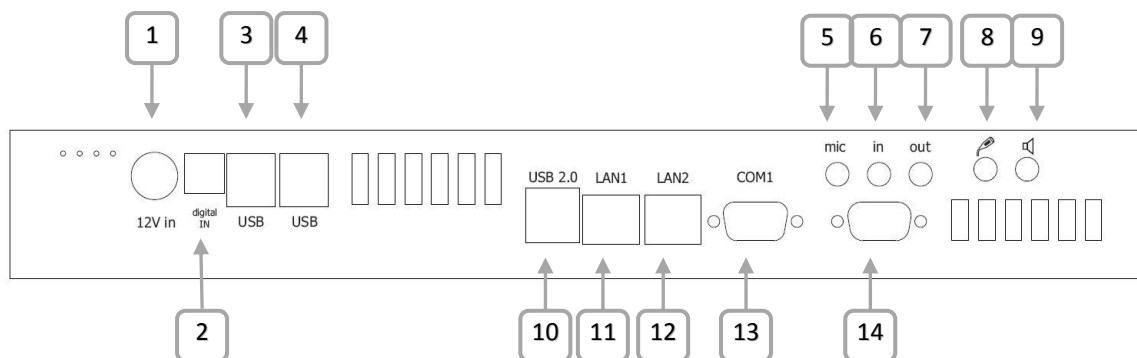 1 3 4 5 6 7 8 9
mic in out
USB 2.0 LAN1 LAN2 COM1
12V in digital IN USB USB
2 10 11 12 13 14